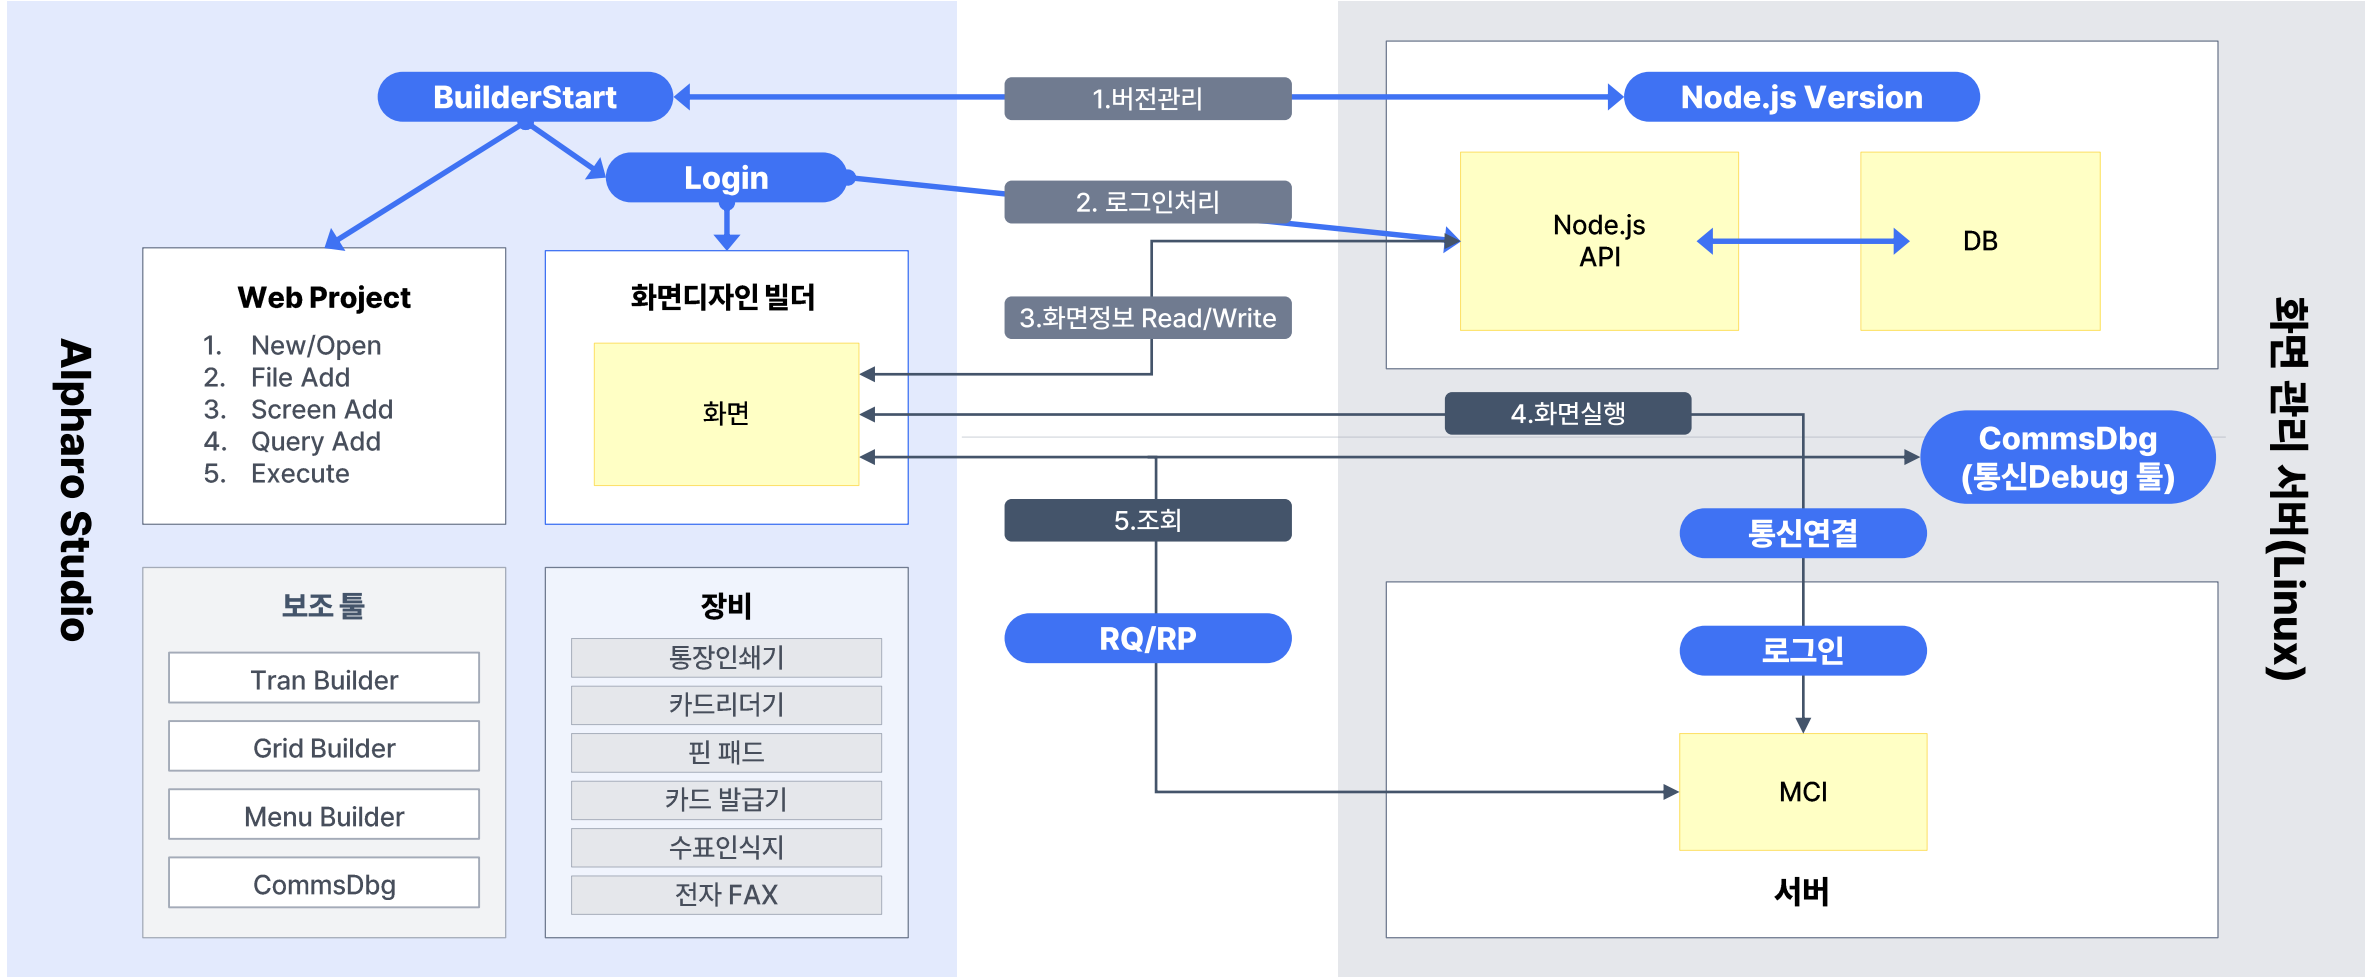 Alpharo Studio
BuilderStart
Login
Web Project
1. New/Open
2. File Add
3. Screen Add
4. Query Add
5. Execute
화면디자인 빌더
화면
보조 툴
Tran Builder
Grid Builder
Menu Builder
CommsDbg
장비
통장인쇄기
카드리더기
핀 패드
카드 발급기
수표인식지
전자 FAX
1.버전관리
2. 로그인처리
3.화면정보 Read/Write
4.화면실행
5.조회
RQ/RP
Node.js Version
Node.js
API
DB
CommsDbg
(통신Debug 툴)
통신연결
로그인
MCI
서버
화면 관리 서버(Linux)